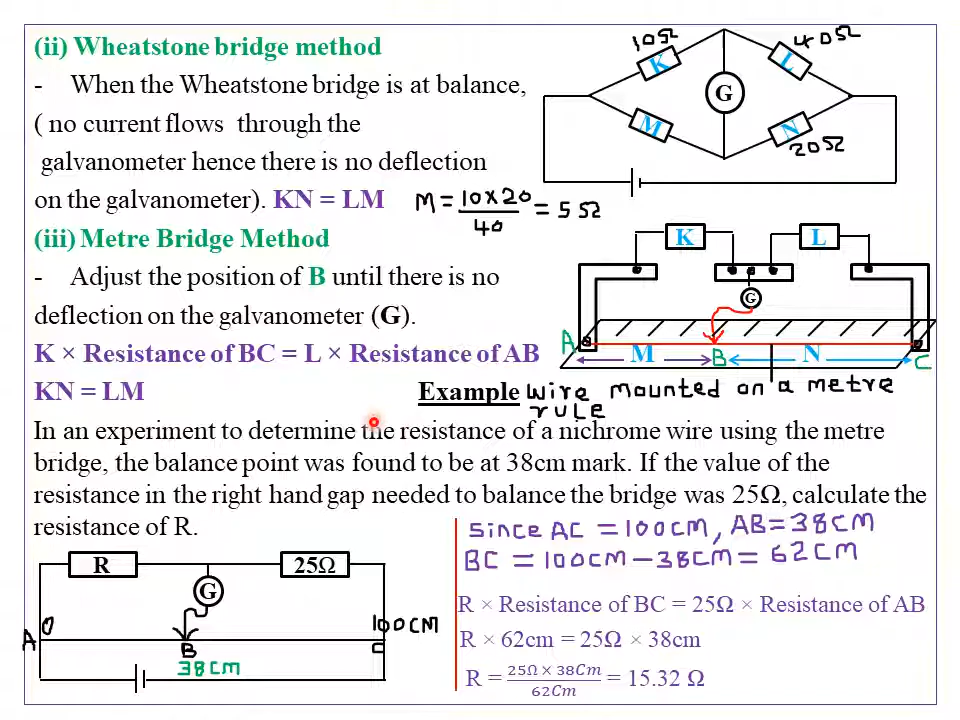 (ii) Wheatstone bridge method
- When the Wheatstone bridge is at balance,
( no current flows through the
galvanometer hence there is no deflection
on the galvanometer). KN = LM
M = 10 × 20 / 40 = 5 Ω
10Ω
40Ω
K
L
G
M
N
20Ω
(iii) Metre Bridge Method
- Adjust the position of B until there is no
deflection on the galvanometer (G).
K × Resistance of BC = L × Resistance of AB
KN = LM
K
L
G
A
M
B
N
C
wire mounted on a metre
rule
Example
In an experiment to determine the resistance of a nichrome wire using the metre
bridge, the balance point was found to be at 38cm mark. If the value of the
resistance in the right hand gap needed to balance the bridge was 25Ω, calculate the
resistance of R.
R
25Ω
G
A
0
100CM
B
C
38CM
Since AC = 100CM, AB = 38CM
BC = 100CM – 38CM = 62CM
R × Resistance of BC = 25Ω × Resistance of AB
R × 62cm = 25Ω × 38cm
R = 25Ω × 38Cm / 62Cm = 15.32 Ω